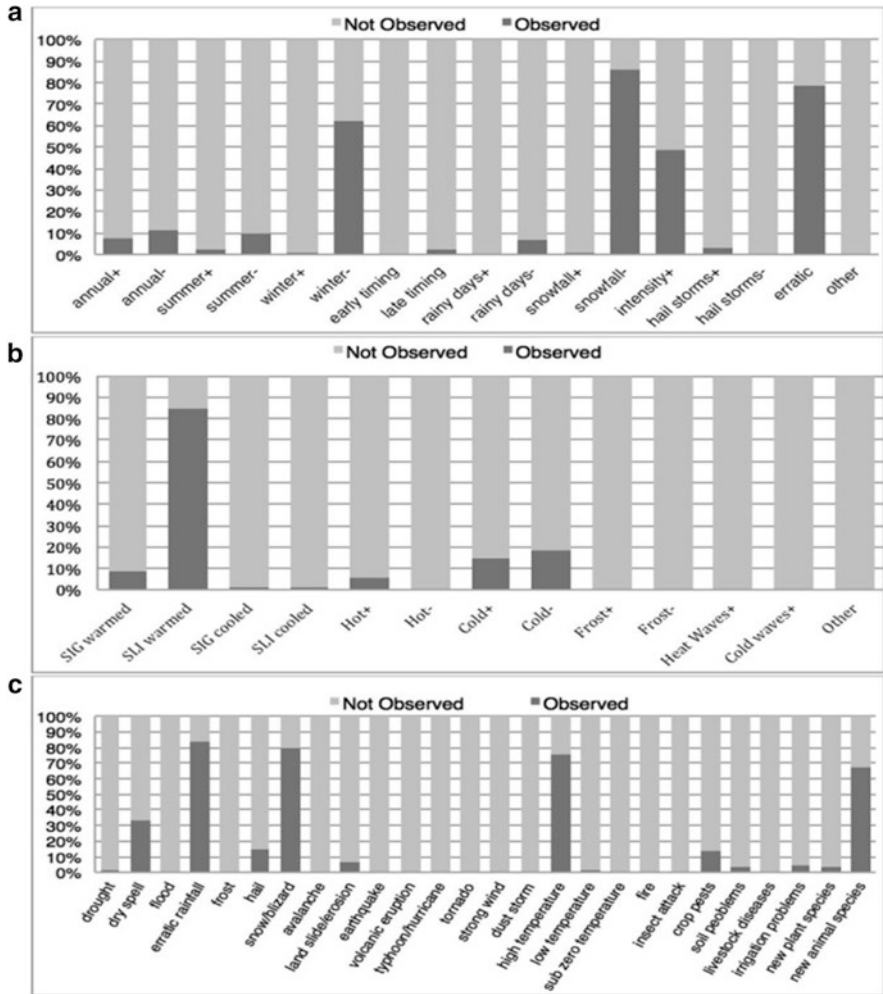 a
Not Observed Observed
100%
90%
80%
70%
60%
50%
40%
30%
20%
10%
0%
annual+
annual-
summer+
summer-
winter+
winter-
early timing
late timing
rainy days+
rainy days-
snowfall+
snowfall-
intensity+
hail storms+
hail storms-
erratic
other
b
Not Observed Observed
100%
90%
80%
70%
60%
50%
40%
30%
20%
10%
0%
SIG warmed
SLI warmed
SIG cooled
SLI cooled
Hot+
Hot-
Cold+
Cold-
Frost+
Frost-
Heat Waves+
Cold waves+
Other
c
Not Observed Observed
100%
90%
80%
70%
60%
50%
40%
30%
20%
10%
0%
drought
dry spell
flood
erratic rainfall
frost
hail
snow/blizard
avalanche
land slide/erosion
earthquake
volcanic eruption
typhoon/hurricane
tornado
strong wind
dust storm
high temperature
low temperature
sub zero temperature
fire
insect attack
crop pests
soil peoblems
livestock diseases
irrigation problems
new plant species
new animal species